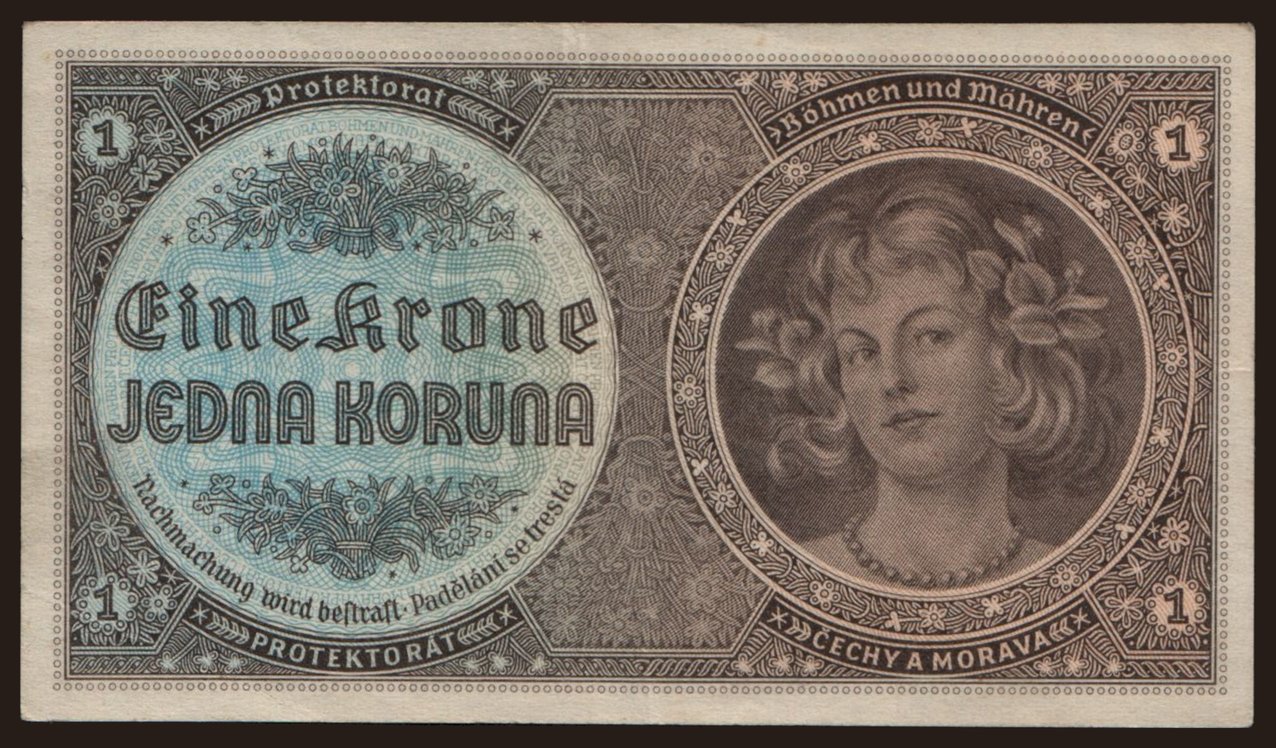 Protektorat
Böhmen und Mähren
1
1
Eine Krone
JEDNA KORUNA
Nachmachung wird bestraft · Padělání se trestá
1
1
PROTEKTORÁT
ČECHY A MORAVA